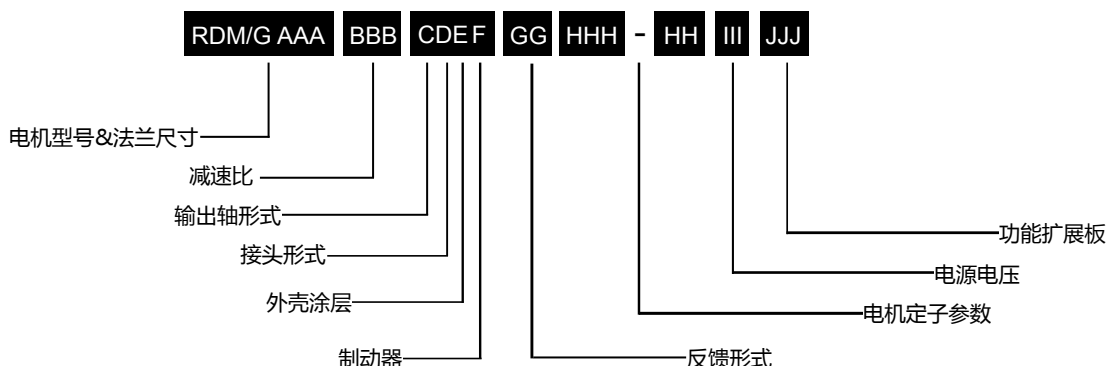 RDM/G AAA BBB CDEF GG HHH - HH III JJJ
电机型号&法兰尺寸
减速比
输出轴形式
接头形式
外壳涂层
制动器
功能扩展板
电源电压
电机定子参数
反馈形式